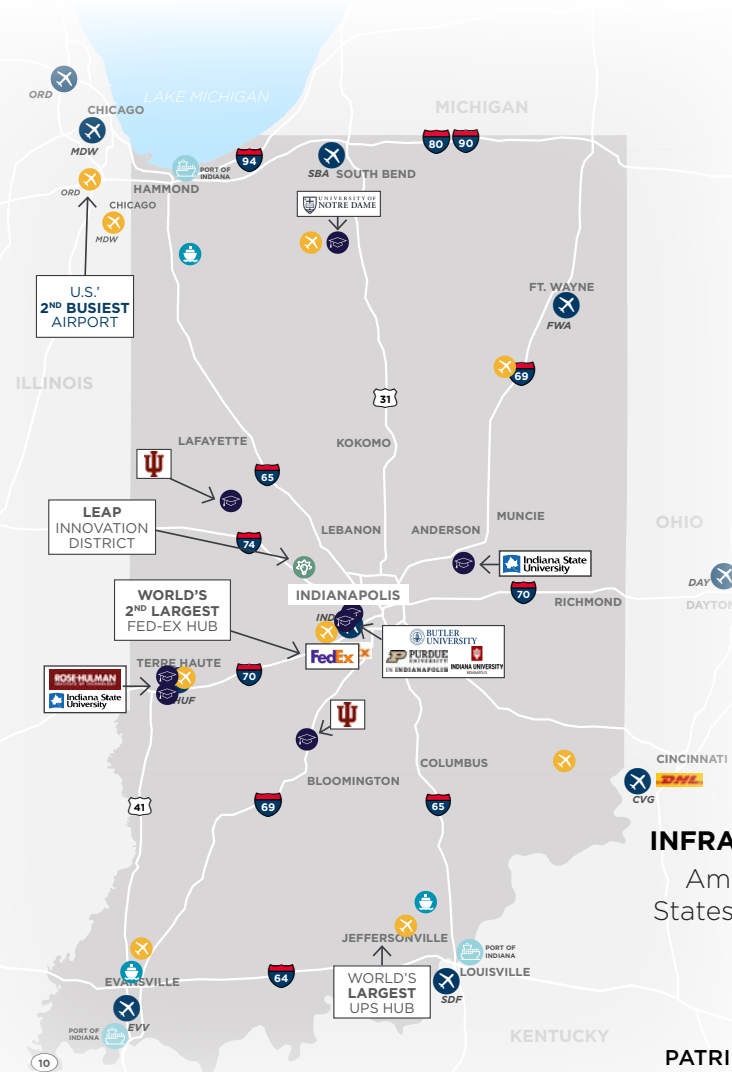 ORD
LAKE MICHIGAN
CHICAGO
MICHIGAN
MDW
94
80
90
PORT OF
INDIANA
SBA SOUTH BEND
ORD
HAMMOND
CHICAGO
MDW
UNIVERSITY OF
NOTRE DAME
U.S.'
2ND BUSIEST
AIRPORT
FT. WAYNE
FWA
69
ILLINOIS
31
LAFAYETTE
KOKOMO
65
LEAP
INNOVATION
DISTRICT
MUCIE
LEBANON
ANDERSON
OHIO
74
Indiana State
University
DAY
DAYTON
WORLD'S
2ND LARGEST
FED-EX HUB
INDIANAPOLIS
70
RICHMOND
IND
BUTLER
UNIVERSITY
PURDUE
UNIVERSITY
IN INDIANAPOLIS
INDIANA UNIVERSITY
INDIANAPOLIS
FedEx
x
TERRE HAUTE
ROSE-HULMAN
INSTITUTE OF TECHNOLOGY
Indiana State
University
HUF
70
COLUMBUS
CINCINNATI
DHL
CVG
BLOOMINGTON
41
69
65
INFRA
Am
States
JEFFERSONVILLE
PORT OF
INDIANA
LOUISVILLE
SDF
WORLD'S
LARGEST
UPS HUB
64
EVANSVILLE
EVV
PORT OF
INDIANA
KENTUCKY
10
PATRI